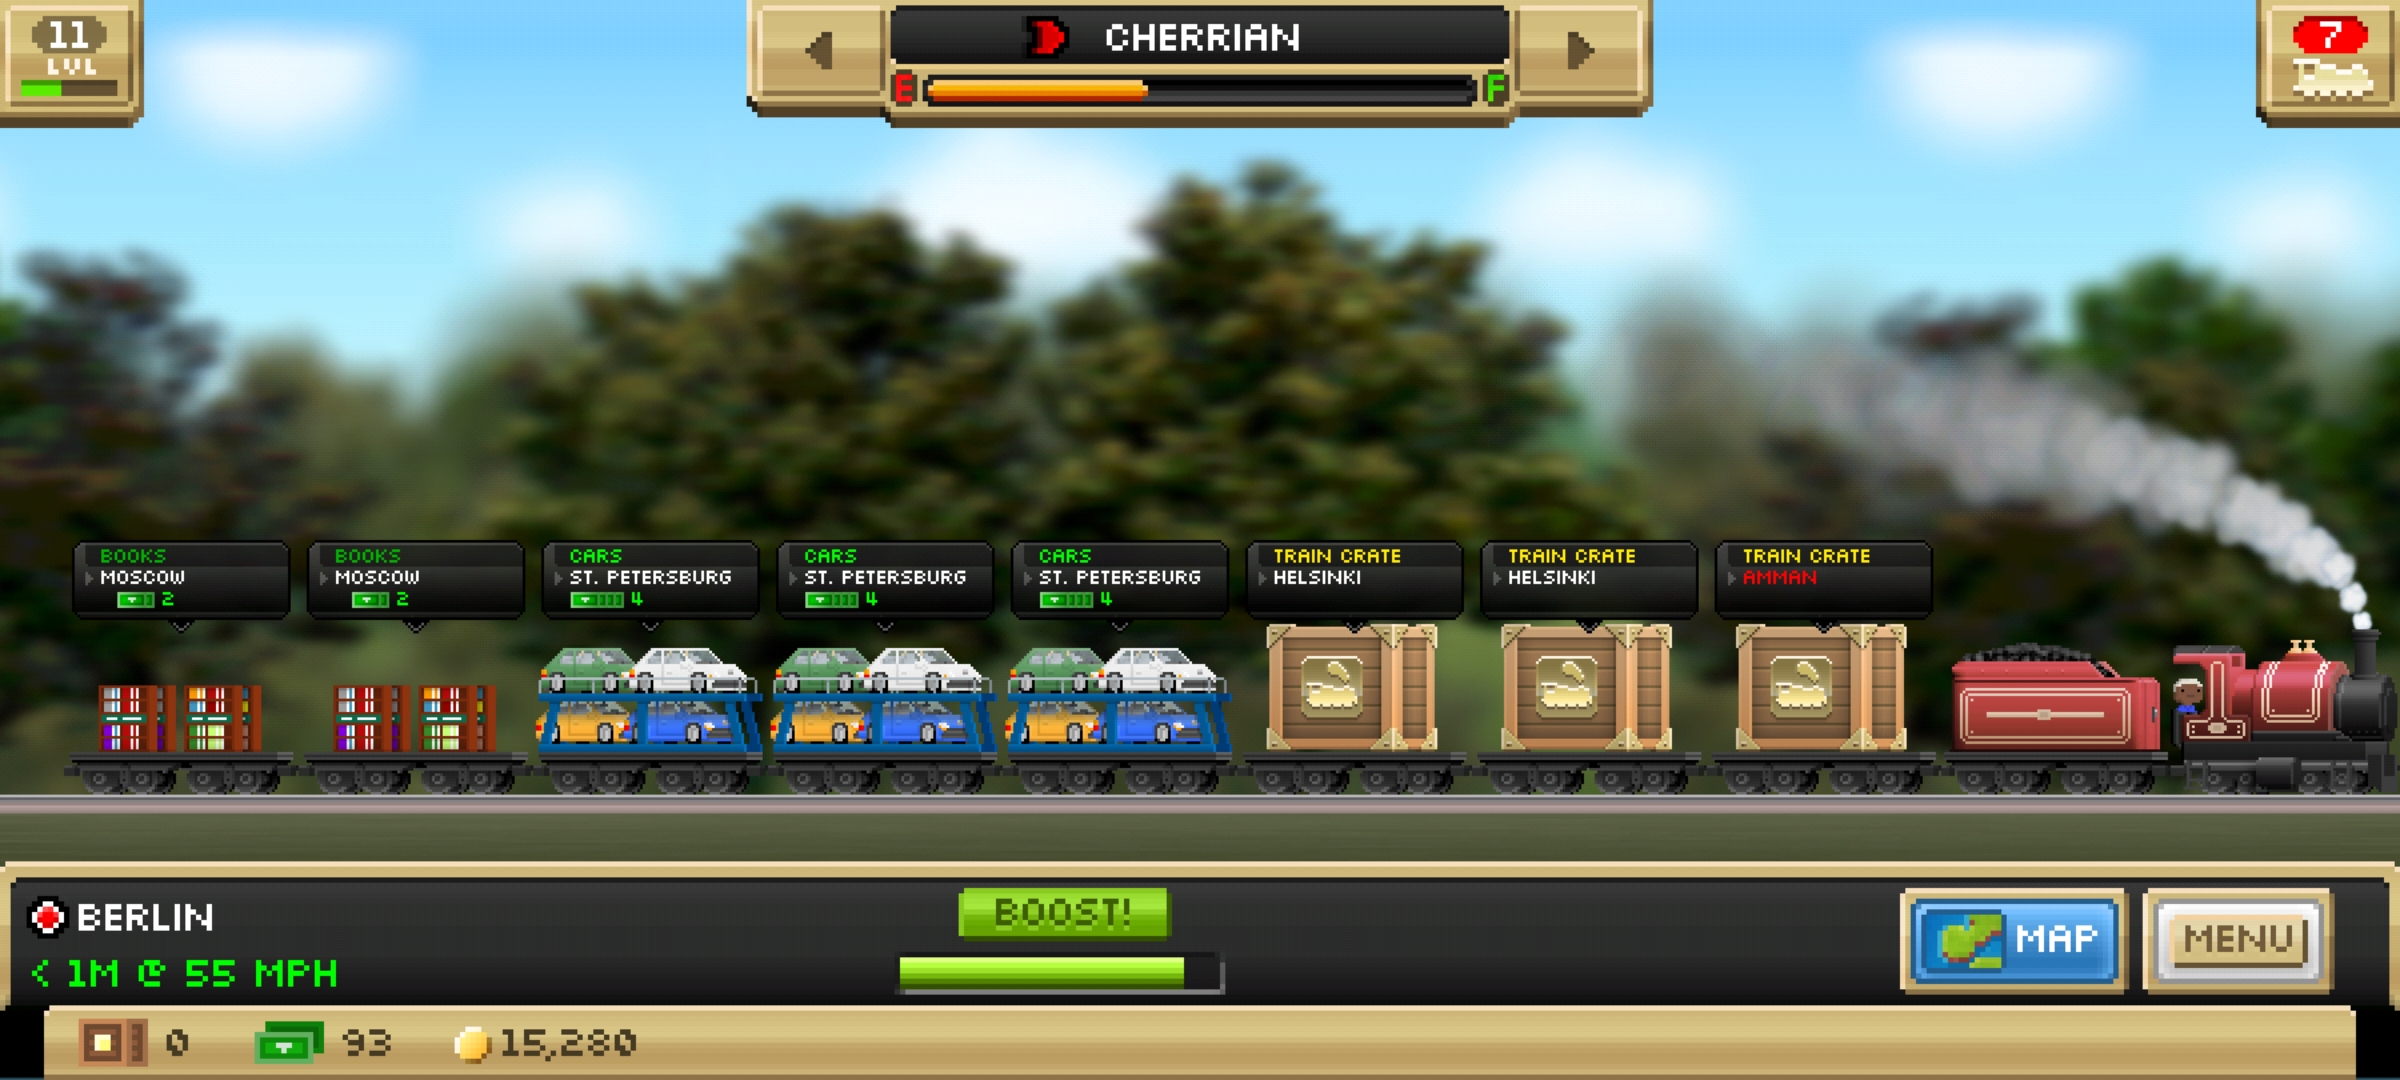 11
LVL
CHERRIAN
E F
7
BOOKS
MOSCOW
2
BOOKS
MOSCOW
2
CARS
ST. PETERSBURG
4
CARS
ST. PETERSBURG
4
CARS
ST. PETERSBURG
4
TRAIN CRATE
HELSINKI
TRAIN CRATE
HELSINKI
TRAIN CRATE
AMMAN
BERLIN
< 1M @ 55 MPH
BOOST!
MAP
MENU
0
93
15,280